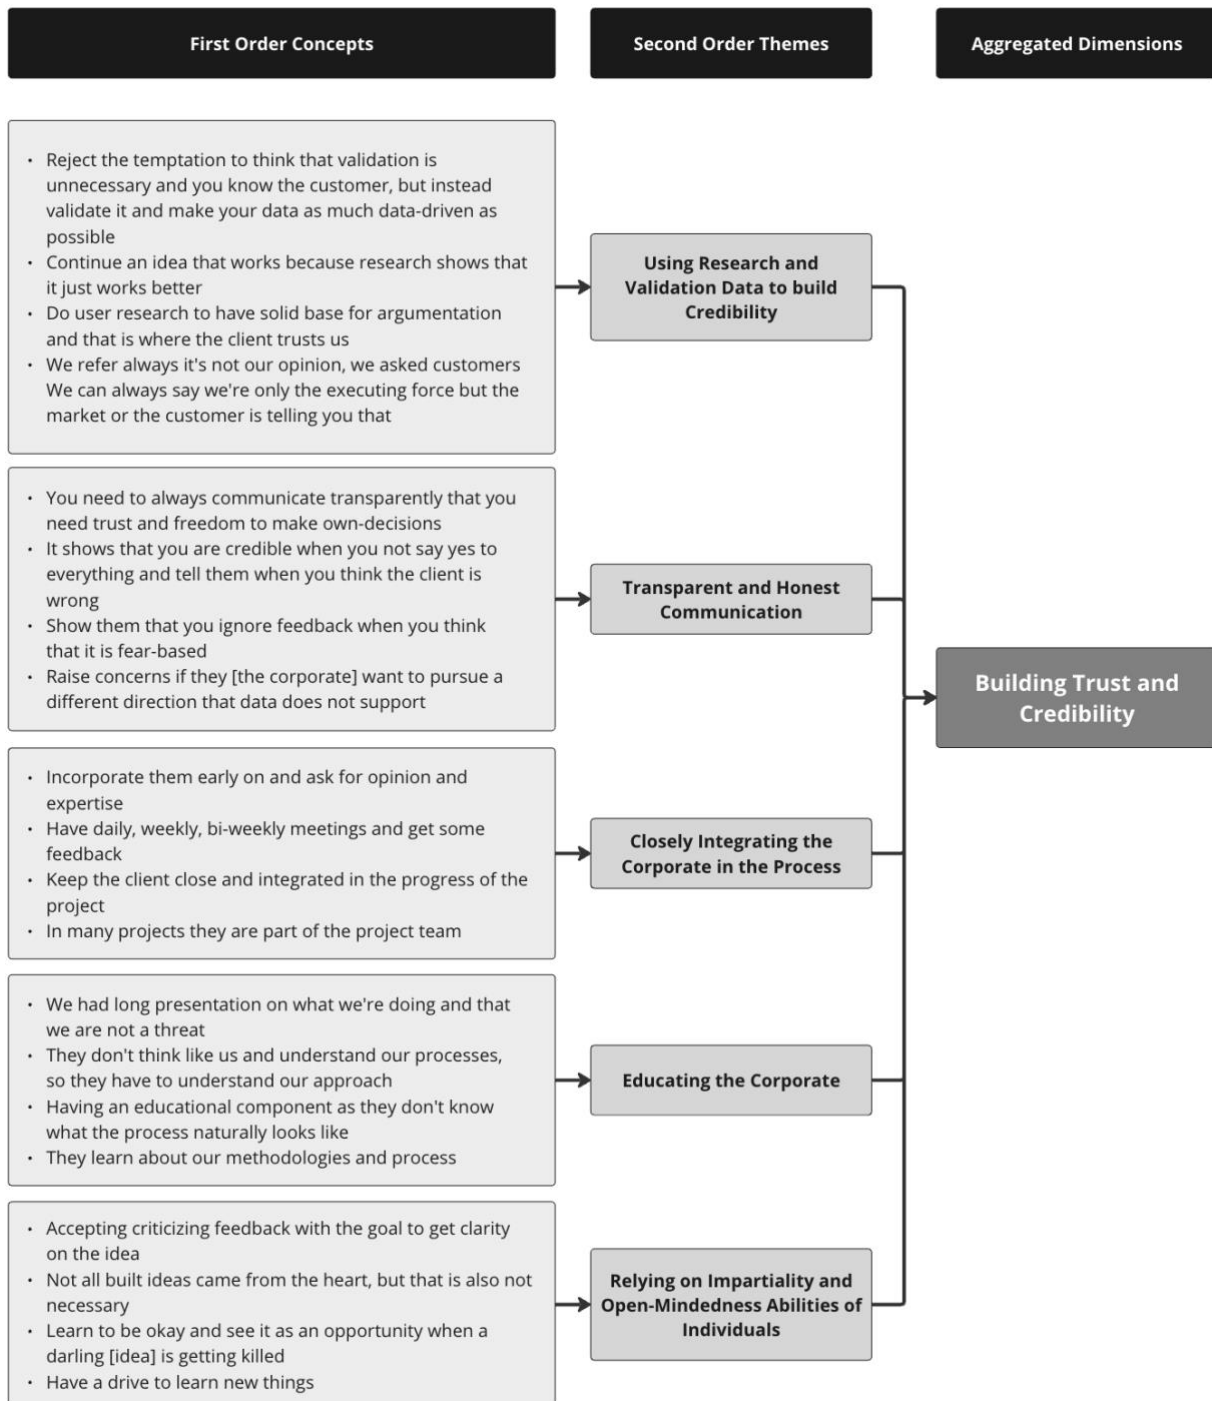 First Order Concepts
Second Order Themes
Aggregated Dimensions
• Reject the temptation to think that validation is
unnecessary and you know the customer, but instead
validate it and make your data as much data-driven as
possible
• Continue an idea that works because research shows that
it just works better
• Do user research to have solid base for argumentation
and that is where the client trusts us
• We refer always it's not our opinion, we asked customers
We can always say we're only the executing force but the
market or the customer is telling you that
Using Research and
Validation Data to build
Credibility
• You need to always communicate transparently that you
need trust and freedom to make own-decisions
• It shows that you are credible when you not say yes to
everything and tell them when you think the client is
wrong
• Show them that you ignore feedback when you think
that it is fear-based
• Raise concerns if they [the corporate] want to pursue a
different direction that data does not support
Transparent and Honest
Communication
Building Trust and
Credibility
• Incorporate them early on and ask for opinion and
expertise
• Have daily, weekly, bi-weekly meetings and get some
feedback
• Keep the client close and integrated in the progress of the
project
• In many projects they are part of the project team
Closely Integrating the
Corporate in the Process
• We had long presentation on what we're doing and that
we are not a threat
• They don't think like us and understand our processes,
so they have to understand our approach
• Having an educational component as they don't know
what the process naturally looks like
• They learn about our methodologies and process
Educating the Corporate
• Accepting criticizing feedback with the goal to get clarity
on the idea
• Not all built ideas came from the heart, but that is also not
necessary
• Learn to be okay and see it as an opportunity when a
darling [idea] is getting killed
• Have a drive to learn new things
Relying on Impartiality and
Open-Mindedness Abilities of
Individuals